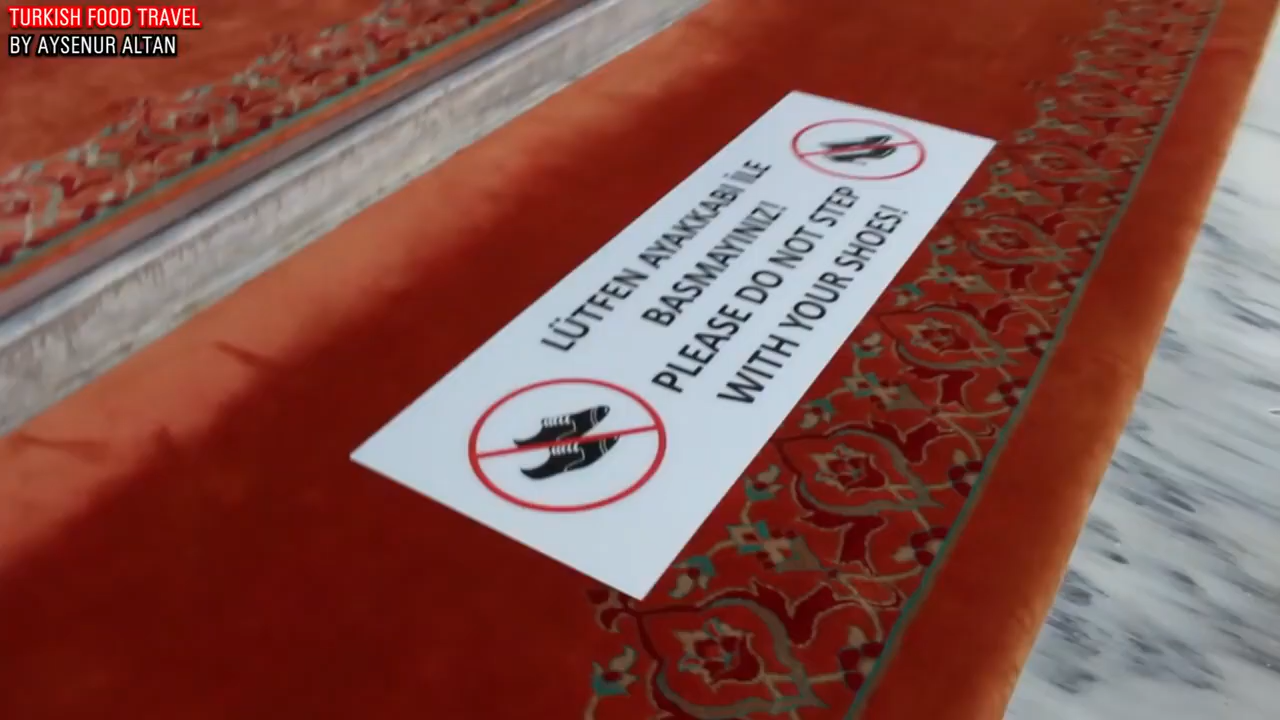 TURKISH FOOD TRAVEL
BY AYSENUR ALTAN
LÜTFEN AYAKKABI İLE
BASMAYINIZ!
PLEASE DO NOT STEP
WITH YOUR SHOES!